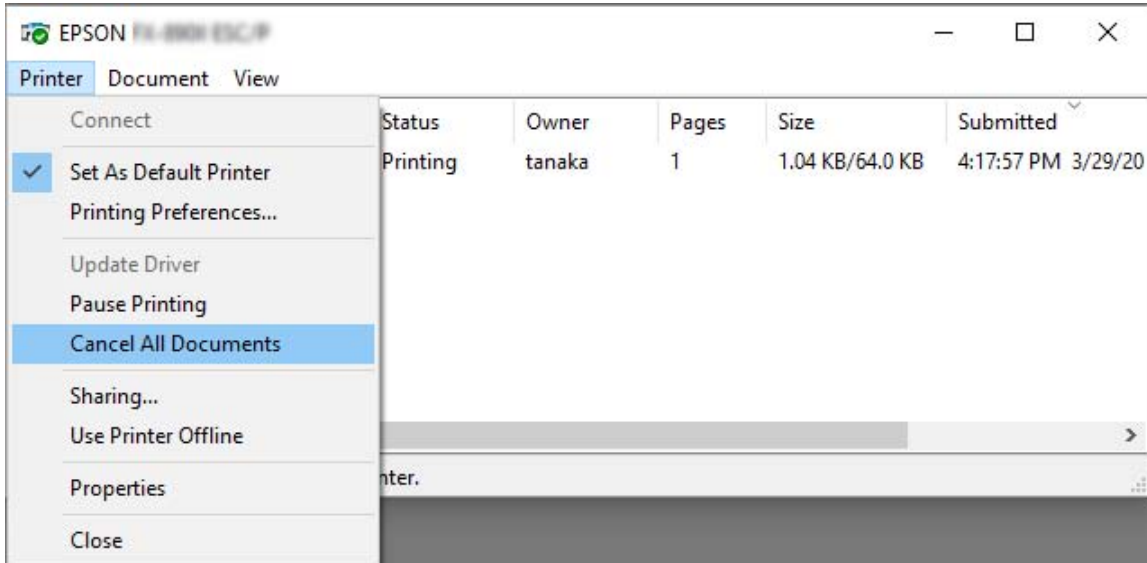 EPSON
Printer Document View
Connect
Set As Default Printer
Printing Preferences...
Update Driver
Pause Printing
Cancel All Documents
Sharing...
Use Printer Offline
Properties
Close
Status Owner Pages Size Submitted
Printing tanaka 1 1.04 KB/64.0 KB 4:17:57 PM 3/29/20
nter.